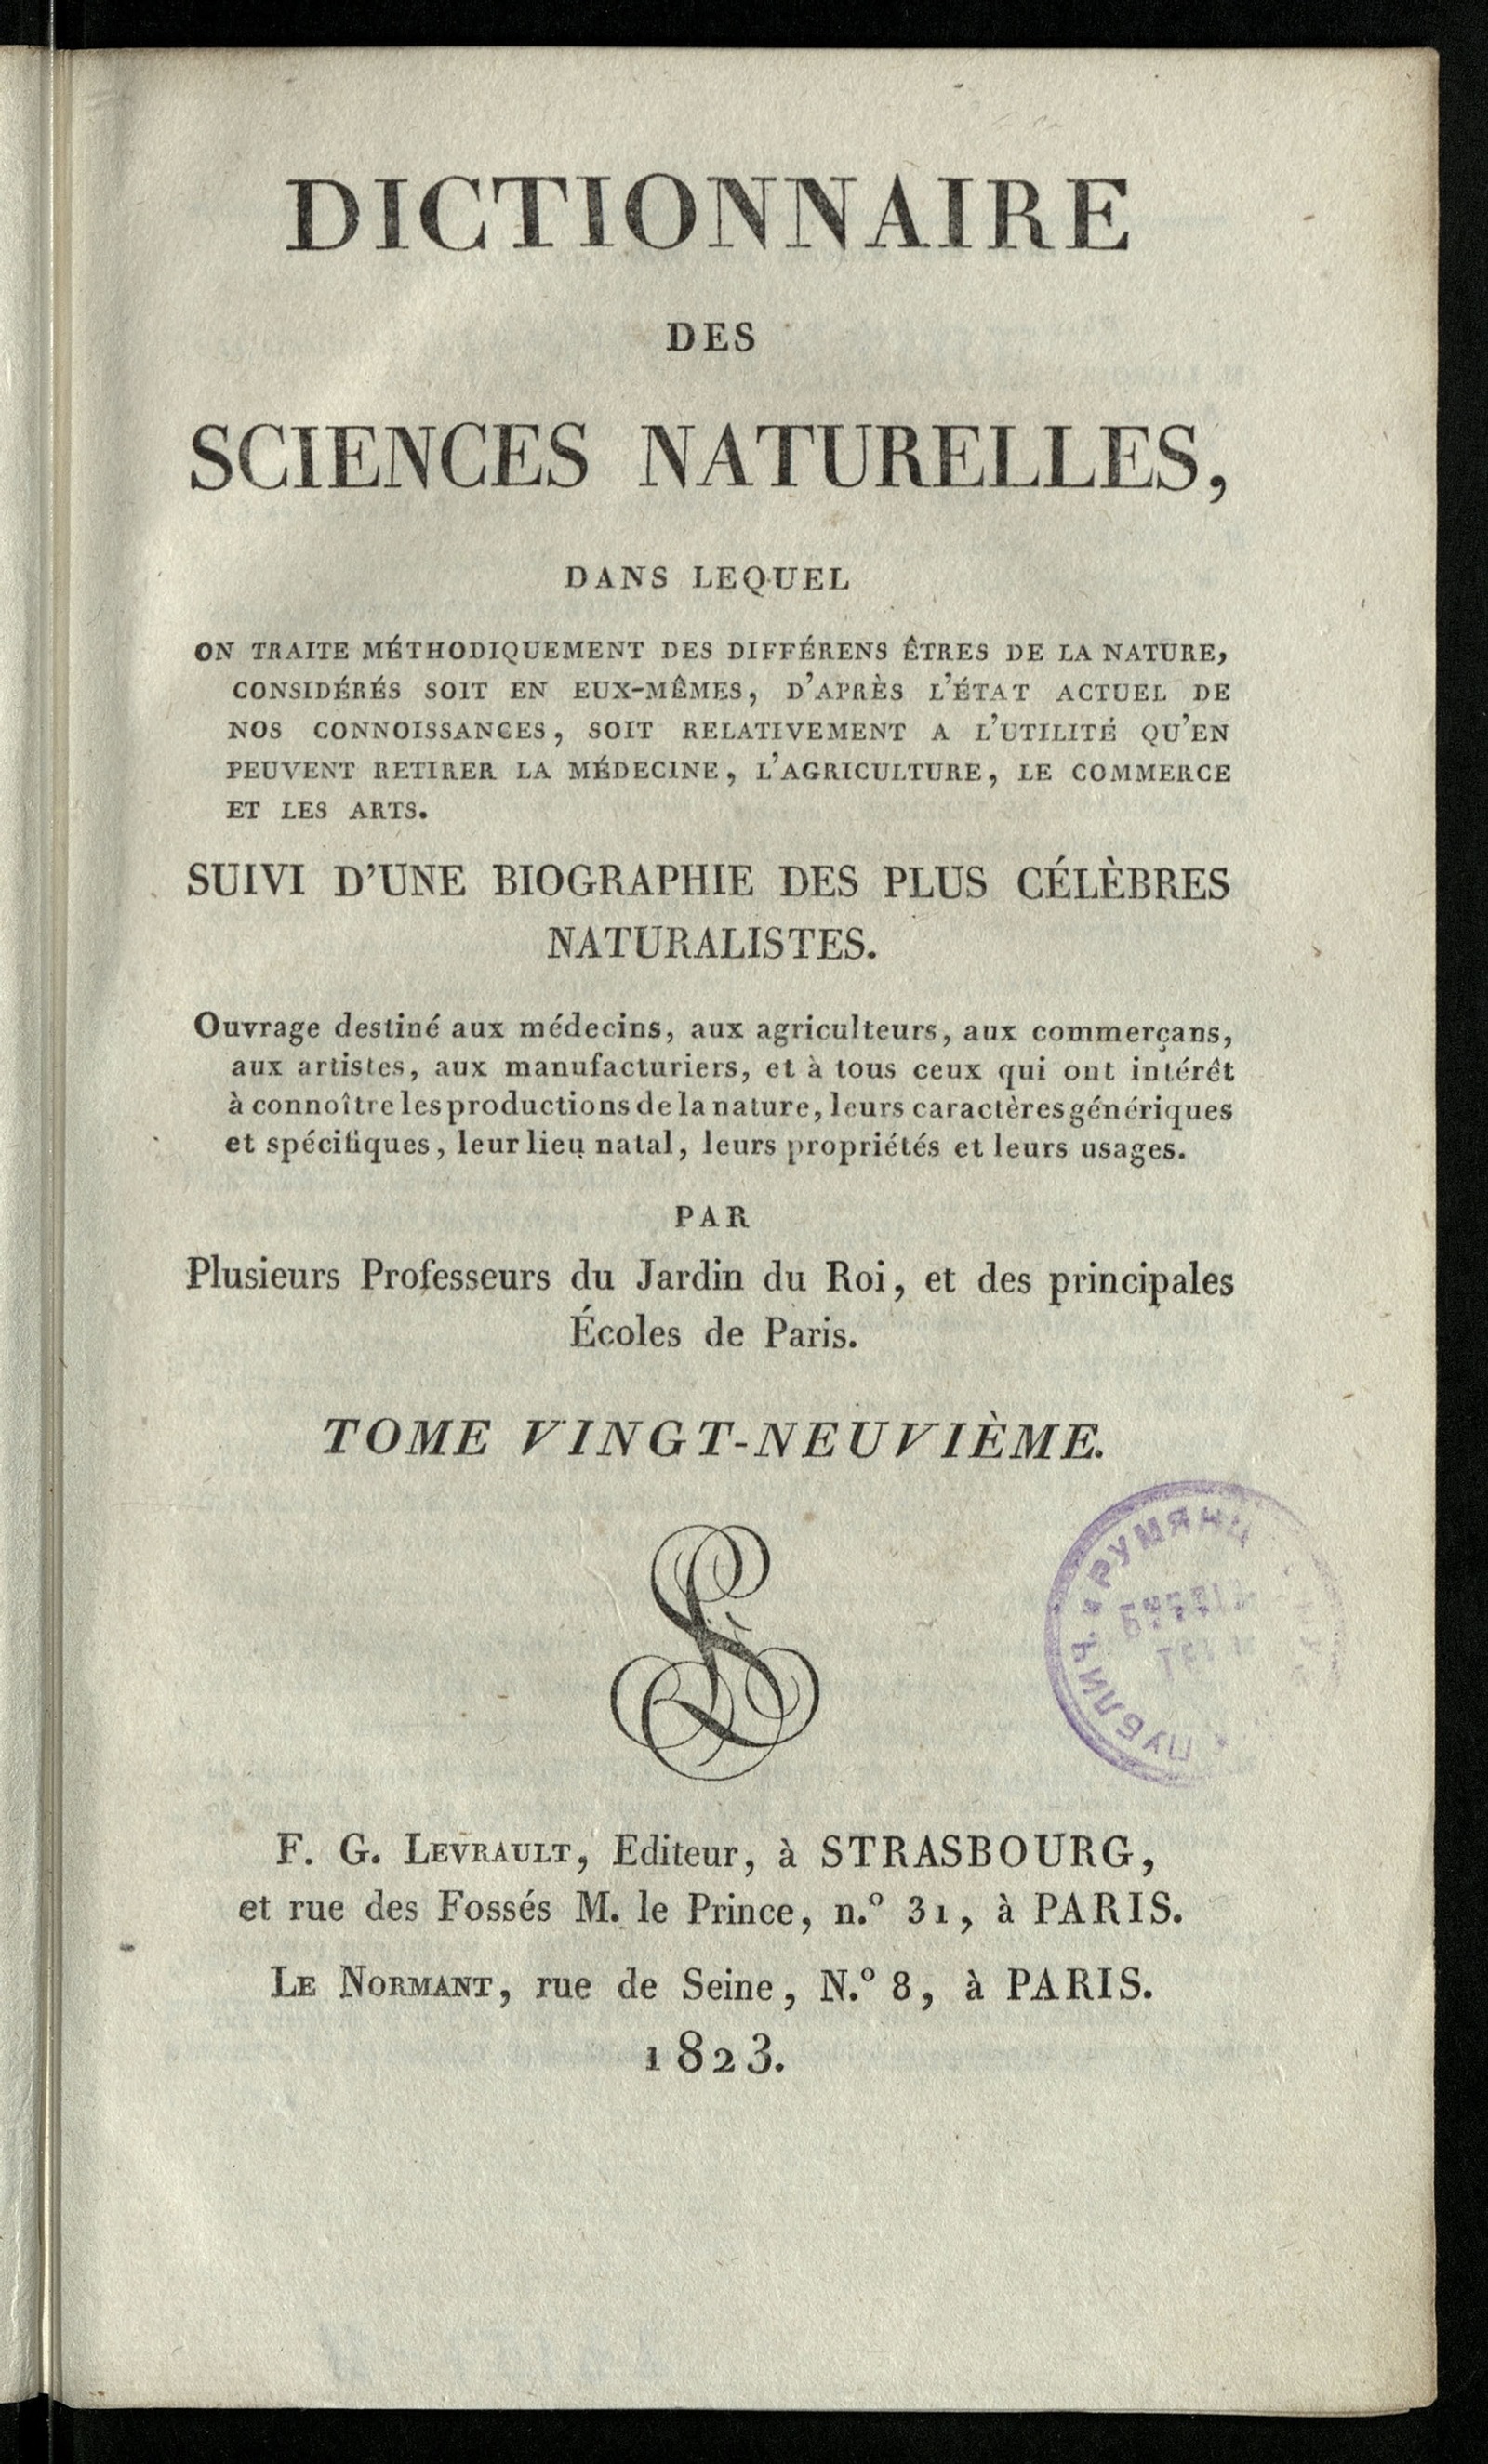 DICTIONNAIRE
DES
SCIENCES NATURELLES,
DANS LEQUEL
ON TRAITE MÉTHODIQUEMENT DES DIFFÉRENS ÊTRES DE LA NATURE,
CONSIDÉRÉS SOIT EN EUX-MÊMES, D'APRÈS L'ÉTAT ACTUEL DE
NOS CONNOISSANCES, SOIT RELATIVEMENT A L'UTILITÉ QU'EN
PEUVENT RETIRER LA MÉDECINE, L'AGRICULTURE, LE COMMERCE
ET LES ARTS.
SUIVI D'UNE BIOGRAPHIE DES PLUS CÉLÈBRES
NATURALISTES.
Ouvrage destiné aux médecins, aux agriculteurs, aux commerçans,
aux artistes, aux manufacturiers, et à tous ceux qui ont intérêt
à connoître les productions de la nature, leurs caractères génériques
et spécifiques, leur lieu natal, leurs propriétés et leurs usages.
PAR
Plusieurs Professeurs du Jardin du Roi, et des principales
Écoles de Paris.
TOME VINGT-NEUVIÈME.
F. G. LEVRAULT, Editeur, à STRASBOURG,
et rue des Fossés M. le Prince, n.º 31, à PARIS.
LE NORMANT, rue de Seine, N.º 8, à PARIS.
1823.